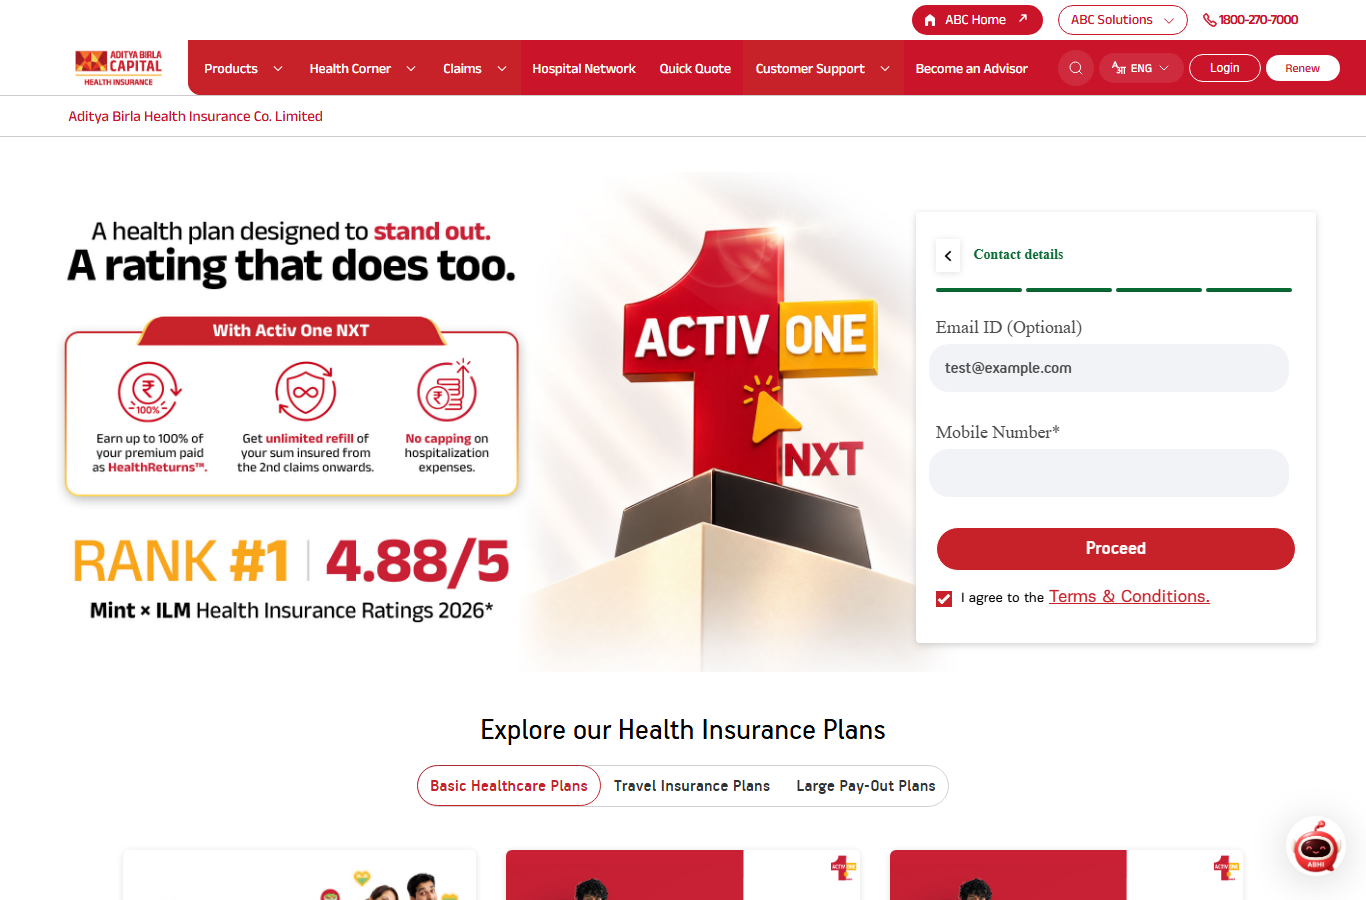 ABC Home
ABC Solutions
1800-270-7000
ADITYA BIRLA
CAPITAL
HEALTH INSURANCE
Products
Health Corner
Claims
Hospital Network
Quick Quote
Customer Support
Become an Advisor
ENG
Login
Renew
Aditya Birla Health Insurance Co. Limited
A health plan designed to stand out.
A rating that does too.
With Activ One NXT
100%
Earn up to 100% of
your premium paid
as HealthReturns™.
Get unlimited refill of
your sum insured from
the 2nd claims onwards.
No capping on
hospitalization
expenses.
RANK #1 | 4.88/5
Mint × ILM Health Insurance Ratings 2026*
ACTIV ONE
NXT
Contact details
Email ID (Optional)
test@example.com
Mobile Number*
Proceed
I agree to the Terms & Conditions.
Explore our Health Insurance Plans
Basic Healthcare Plans
Travel Insurance Plans
Large Pay-Out Plans
ACTIV ONE
ACTIV ONE
ABHI